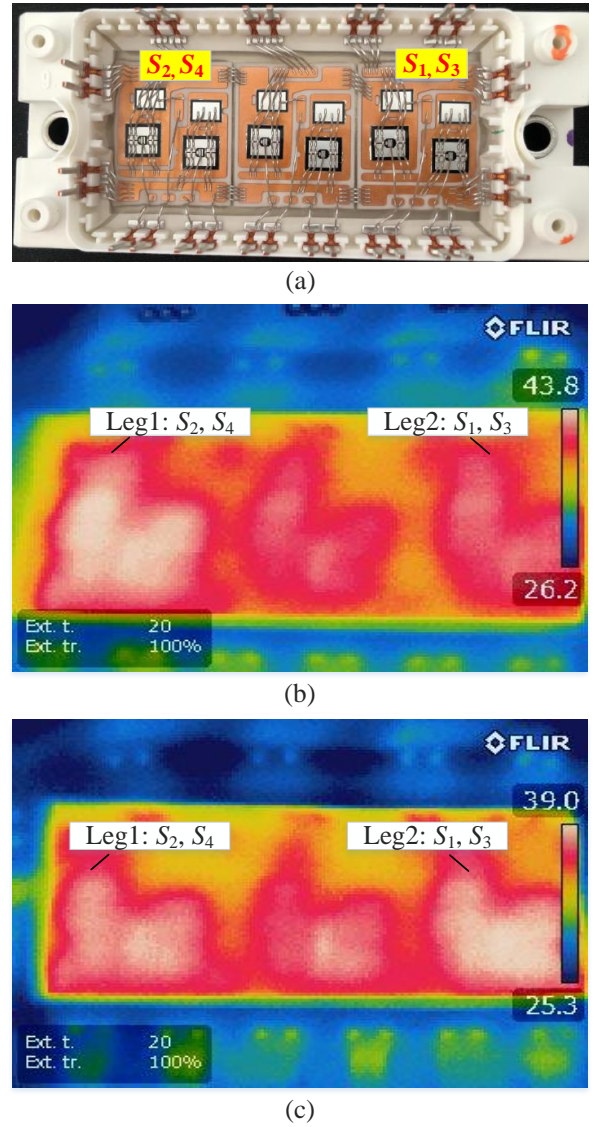 S2, S4 S1, S3
(a)
FLIR
43.8
Leg1: S2, S4 Leg2: S1, S3
26.2
Ext. t. 20
Ext. tr. 100%
(b)
FLIR
39.0
Leg1: S2, S4 Leg2: S1, S3
25.3
Ext. t. 20
Ext. tr. 100%
(c)